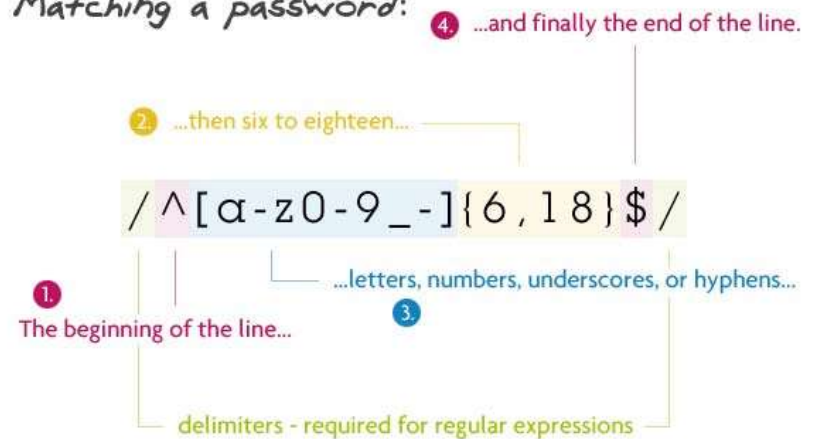 Matching a password:
4. ...and finally the end of the line.
2. ...then six to eighteen...
/^[a-z0-9_-]{6,18}$/
...letters, numbers, underscores, or hyphens...
1.
3.
The beginning of the line...
delimiters - required for regular expressions